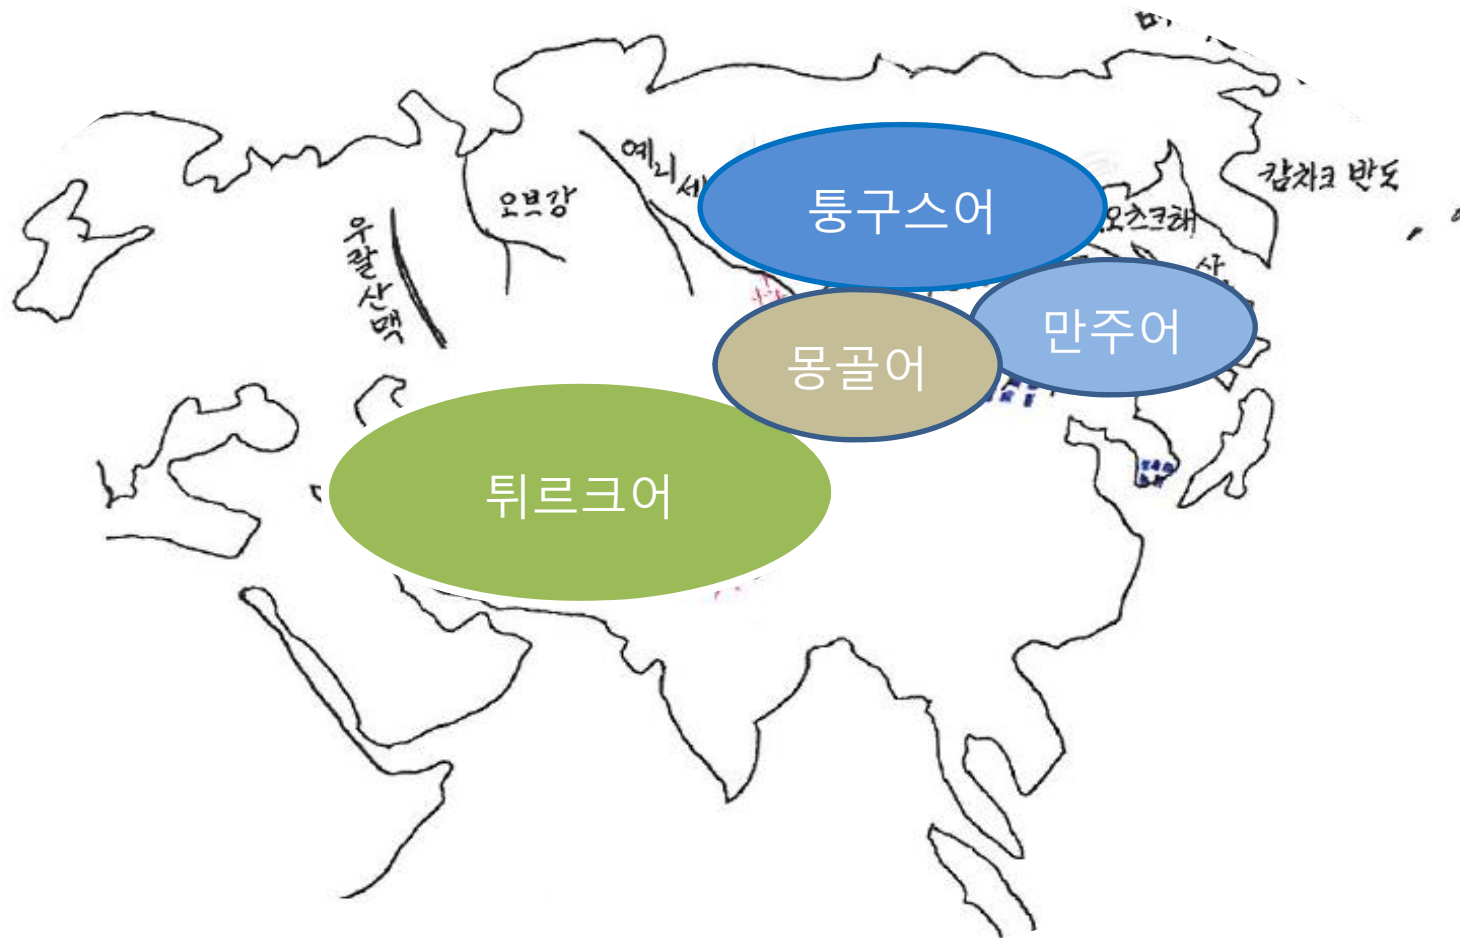 예니세
캄차크 반도
오브강
퉁구스어
오츠크해
우랄산맥
만주어
몽골어
튀르크어